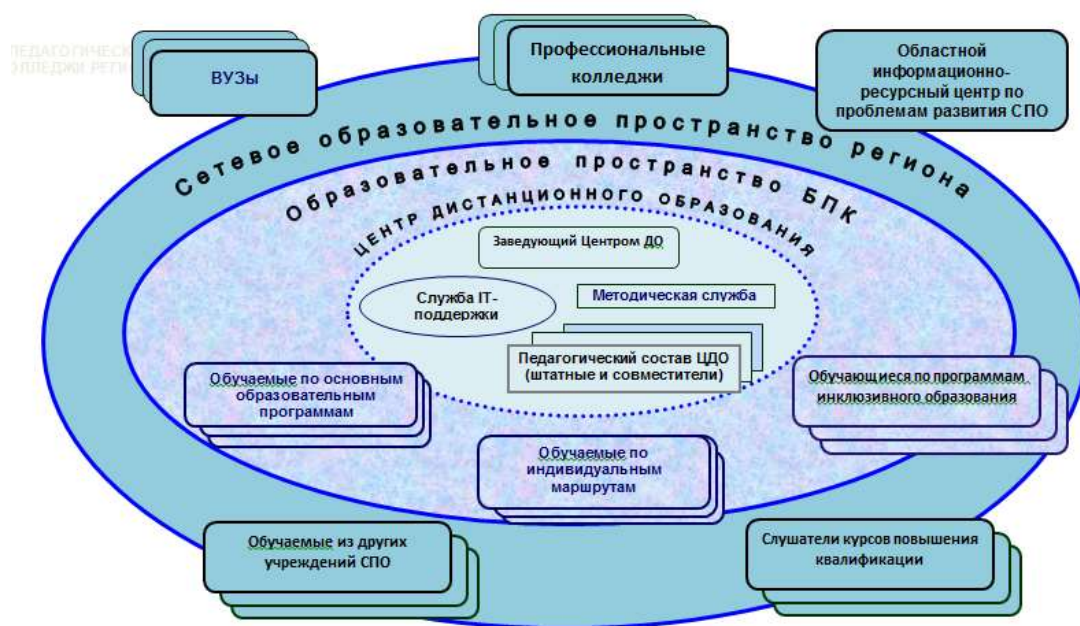 ПЕДАГОГИЧЕСК
ОЛЛЕДЖИ РЕГИ
ВУЗы
Профессиональные
колледжи
Областной
информационно-
ресурсный центр по
проблемам развития СПО
Сетевое образовательное пространство региона
Образовательное пространство БПК
ЦЕНТР ДИСТАНЦИОННОГО ОБРАЗОВАНИЯ
Заведующий Центром ДО
Служба IT-
поддержки
Методическая служба
Педагогический состав ЦДО
(штатные и совместители)
Обучаемые по основным
образовательным
программам
Обучающиеся по программам
инклюзивного образования
Обучаемые по
индивидуальным
маршрутам
Обучаемые из других
учреждений СПО
Слушатели курсов повышения
квалификации